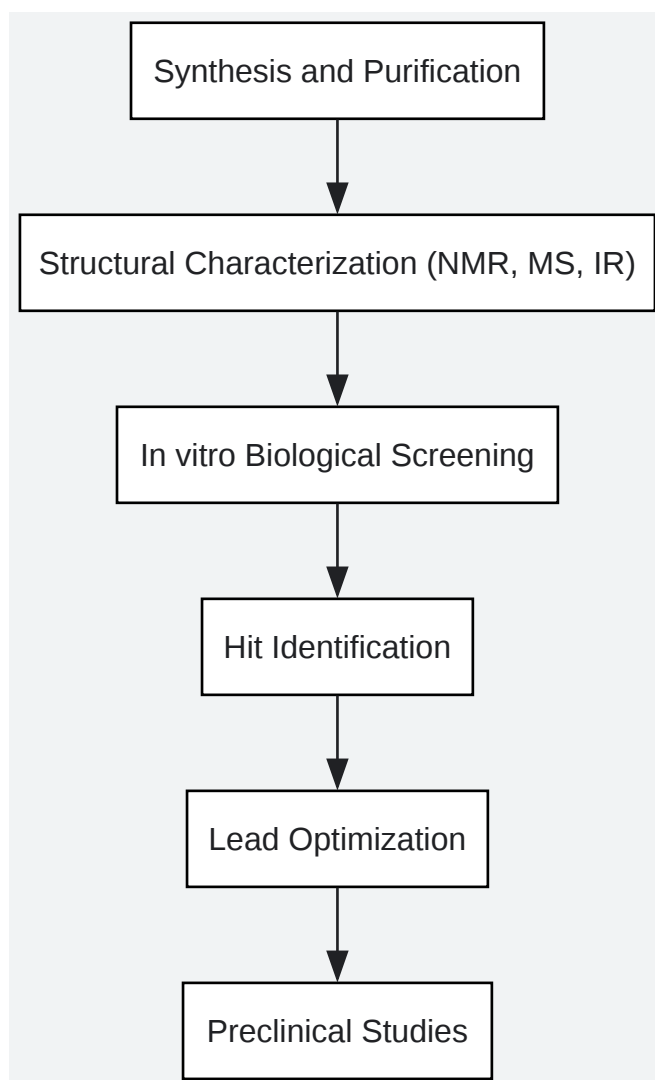 Synthesis and Purification
Structural Characterization (NMR, MS, IR)
In vitro Biological Screening
Hit Identification
Lead Optimization
Preclinical Studies